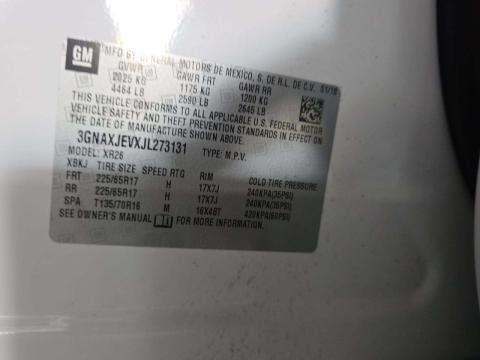 GM
MFD BY GENERAL MOTORS DE MEXICO, S. DE R.L. DE C.V.
GVWR GAWR FRT GAWR RR
2025 KG 1175 KG 1200 KG
4464 LB 2590 LB 2645 LB
THIS VEHICLE CONFORMS TO ALL APPLICABLE U.S. FEDERAL MOTOR
VEHICLE SAFETY AND THEFT PREVENTION STANDARDS IN EFFECT ON
THE DATE OF MANUFACTURE SHOWN ABOVE.
3GNAXJEVXJL273131 TYPE: M.P.V.
MODEL: XR26
X8KJ TIRE SIZE SPEED RTG RIM COLD TIRE PRESSURE
FRT 225/65R17 H 17X7J 240KPA(35PSI)
RR 225/65R17 H 17X7J 240KPA(35PSI)
SPA T135/70R16 M 16X4BT 420KPA(60PSI)
SEE OWNER'S MANUAL i FOR MORE INFORMATION.